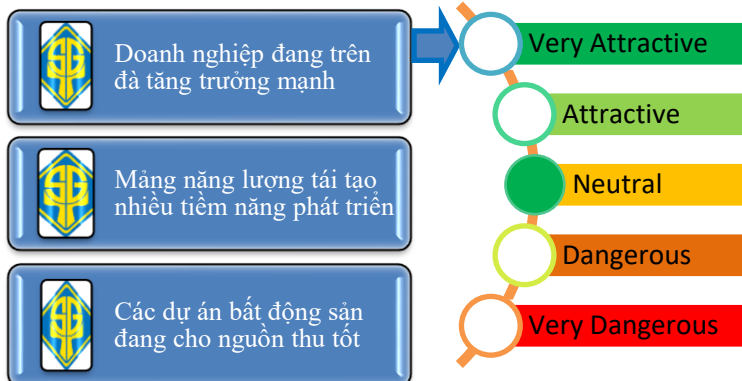 Doanh nghiệp đang trên
đà tăng trưởng mạnh
Mảng năng lượng tái tạo
nhiều tiềm năng phát triển
Các dự án bất động sản
đang cho nguồn thu tốt
Very Attractive
Attractive
Neutral
Dangerous
Very Dangerous